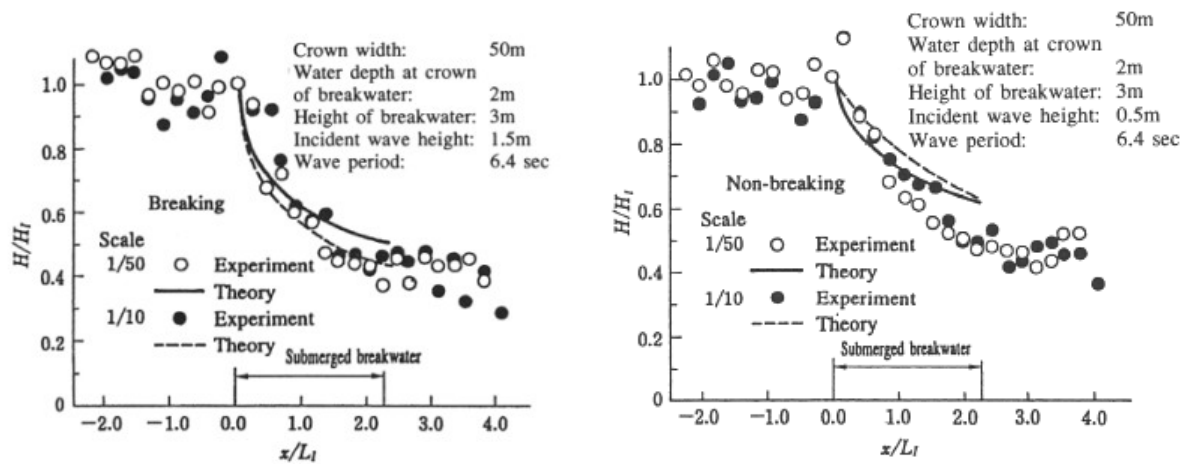 Crown width: 50m
Water depth at crown
of breakwater: 2m
Height of breakwater: 3m
Incident wave height: 1.5m
Wave period: 6.4 sec
H/H_I
1.0
0.8
0.6
0.4
0.2
0
Breaking
Scale
1/50 Experiment
Theory
1/10 Experiment
Theory
Submerged breakwater
−2.0 −1.0 0.0 1.0 2.0 3.0 4.0
x/L_I
Crown width: 50m
Water depth at crown
of breakwater: 2m
Height of breakwater: 3m
Incident wave height: 0.5m
Wave period: 6.4 sec
H/H_I
1.0
0.8
0.6
0.4
0.2
0
Non-breaking
Scale
1/50 Experiment
Theory
1/10 Experiment
Theory
Submerged breakwater
−2.0 −1.0 0.0 1.0 2.0 3.0 4.0
x/L_I